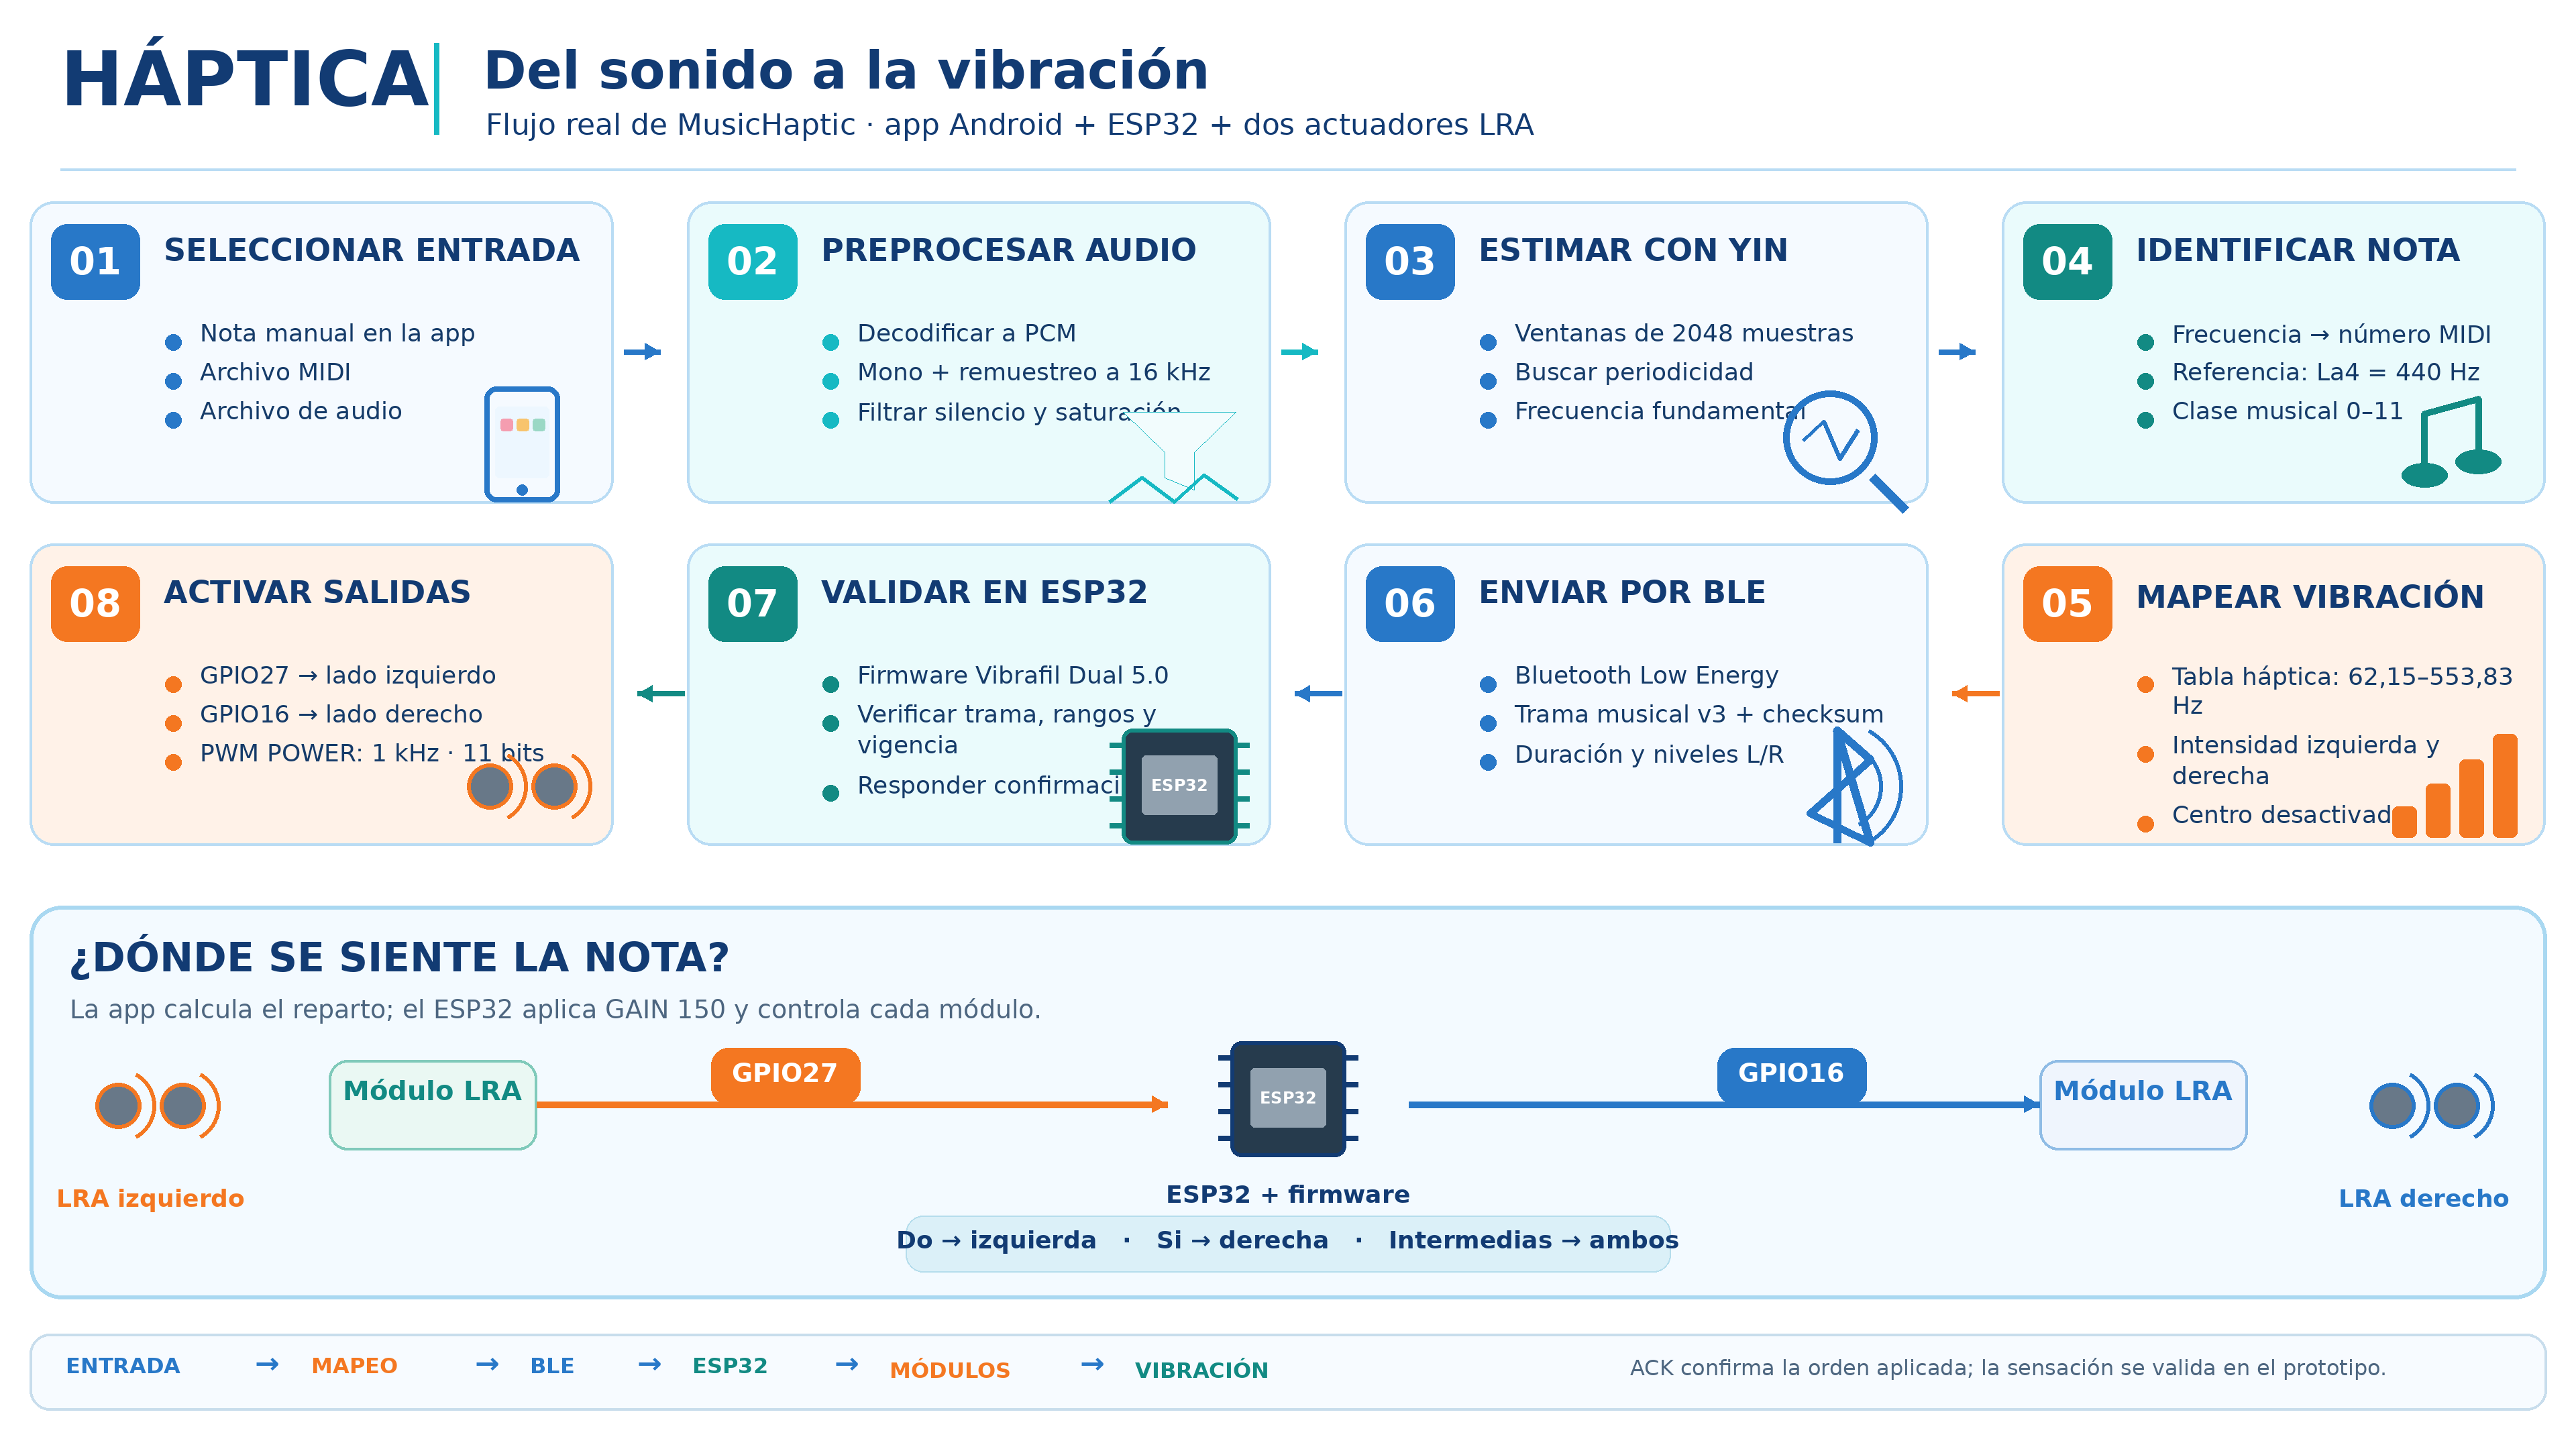 HÁPTICA
Del sonido a la vibración
Flujo real de MusicHaptic · app Android + ESP32 + dos actuadores LRA
01
SELECCIONAR ENTRADA
Nota manual en la app
Archivo MIDI
Archivo de audio
02
PREPROCESAR AUDIO
Decodificar a PCM
Mono + remuestreo a 16 kHz
Filtrar silencio y saturación
03
ESTIMAR CON YIN
Ventanas de 2048 muestras
Buscar periodicidad
Frecuencia fundamental
04
IDENTIFICAR NOTA
Frecuencia → número MIDI
Referencia: La4 = 440 Hz
Clase musical 0–11
08
ACTIVAR SALIDAS
GPIO27 → lado izquierdo
GPIO16 → lado derecho
PWM POWER: 1 kHz · 11 bits
07
VALIDAR EN ESP32
Firmware Vibrafil Dual 5.0
Verificar trama, rangos y
vigencia
Responder confirmaci
ESP32
06
ENVIAR POR BLE
Bluetooth Low Energy
Trama musical v3 + checksum
Duración y niveles L/R
05
MAPEAR VIBRACIÓN
Tabla háptica: 62,15–553,83
Hz
Intensidad izquierda y
derecha
Centro desactivad
¿DÓNDE SE SIENTE LA NOTA?
La app calcula el reparto; el ESP32 aplica GAIN 150 y controla cada módulo.
Módulo LRA
GPIO27
ESP32
GPIO16
Módulo LRA
LRA izquierdo
ESP32 + firmware
LRA derecho
Do → izquierda · Si → derecha · Intermedias → ambos
ENTRADA → MAPEO → BLE → ESP32 → MÓDULOS → VIBRACIÓN
ACK confirma la orden aplicada; la sensación se valida en el prototipo.